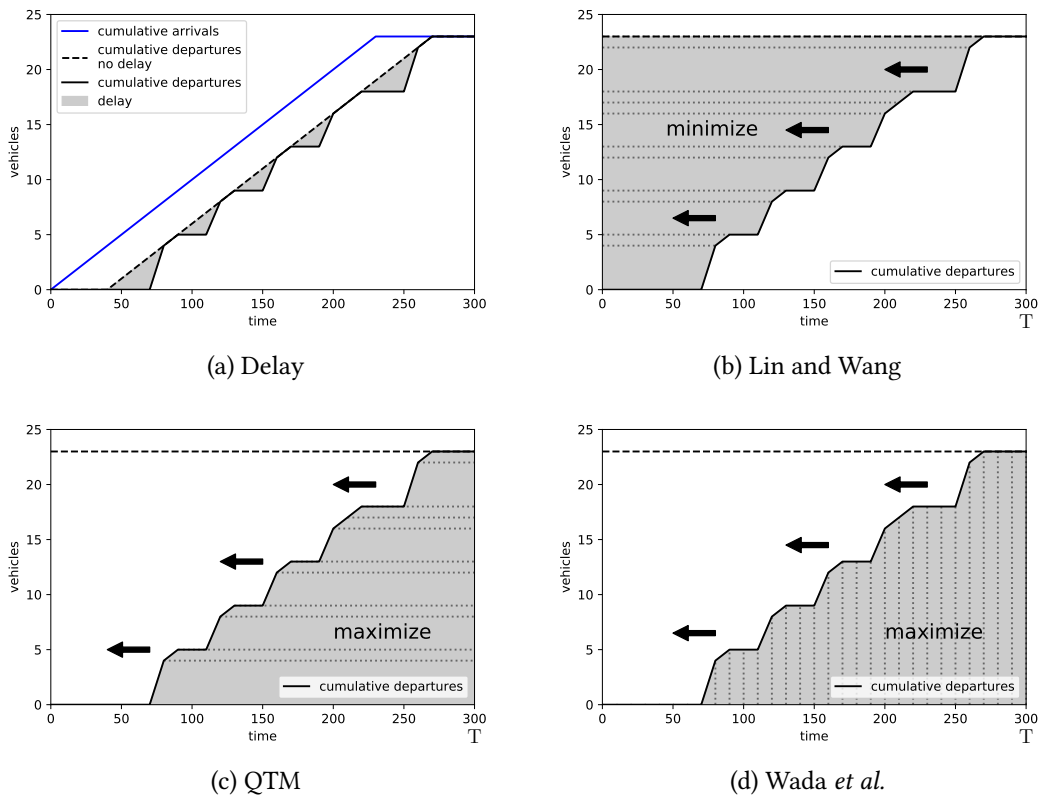 25
20
15
10
5
0
vehicles
cumulative arrivals
cumulative departures
no delay
cumulative departures
delay
0 50 100 150 200 250 300
time
(a) Delay
25
20
15
10
5
0
vehicles
minimize
cumulative departures
0 50 100 150 200 250 300
time
T
(b) Lin and Wang
25
20
15
10
5
0
vehicles
maximize
cumulative departures
0 50 100 150 200 250 300
time
T
(c) QTM
25
20
15
10
5
0
vehicles
maximize
cumulative departures
0 50 100 150 200 250 300
time
T
(d) Wada et al.